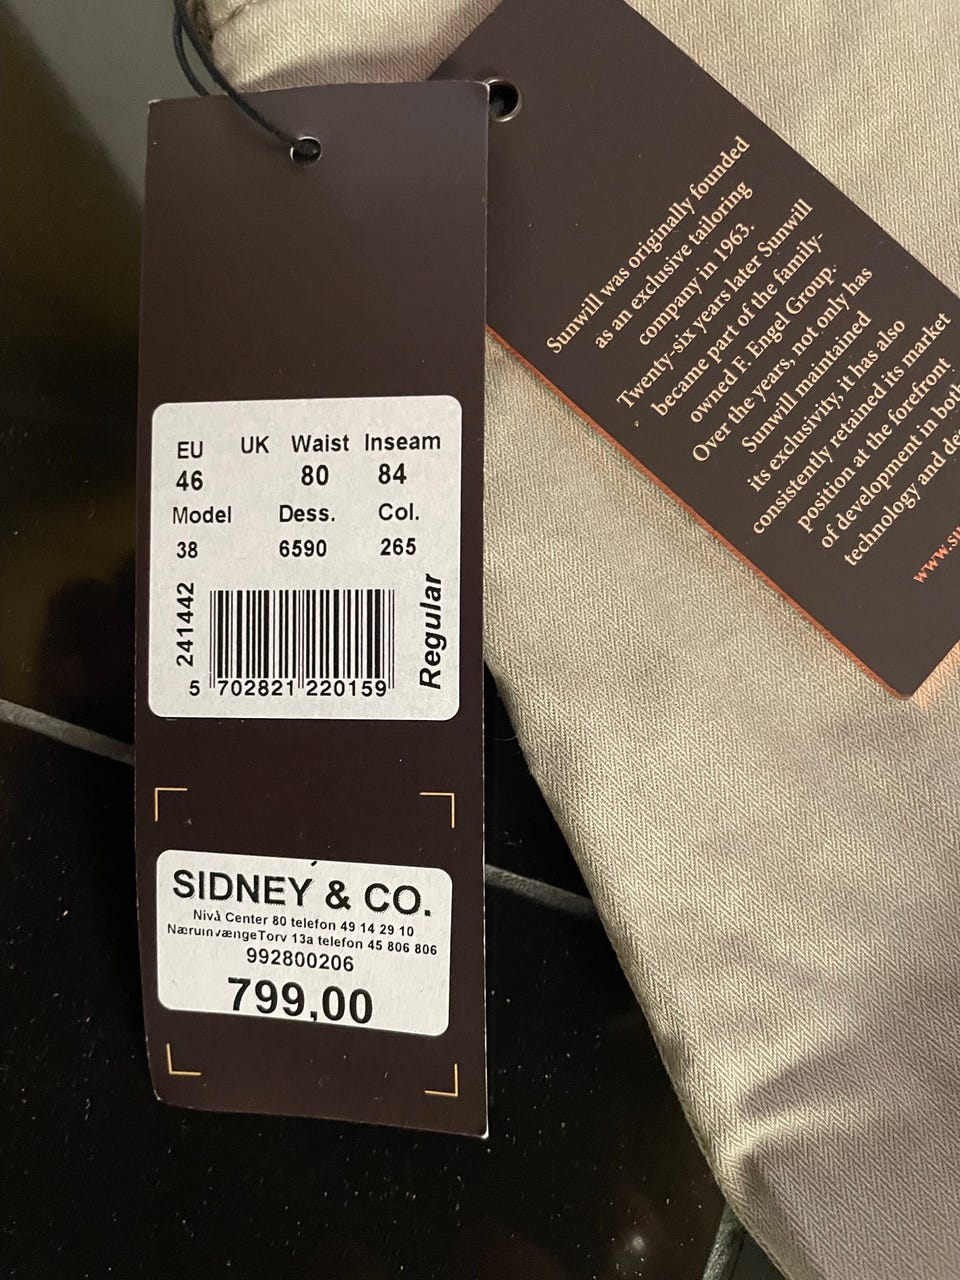 EU UK Waist Inseam
46 80 84
Model Dess. Col.
38 6590 265
241442
Regular
5 702821 220159
SIDNEY & CO.
Nivå Center 80 telefon 49 14 29 10
NærumvængeTorv 13a telefon 45 806 806
992800206
799,00
Sunwill was originally founded
as an exclusive tailoring
company in 1963.
Twenty-six years later Sunwill
became part of the family-
owned F. Engel Group.
Over the years, not only has
Sunwill maintained
its exclusivity, it has also
consistently retained its market
position at the forefront
of development in both
technology and
www.